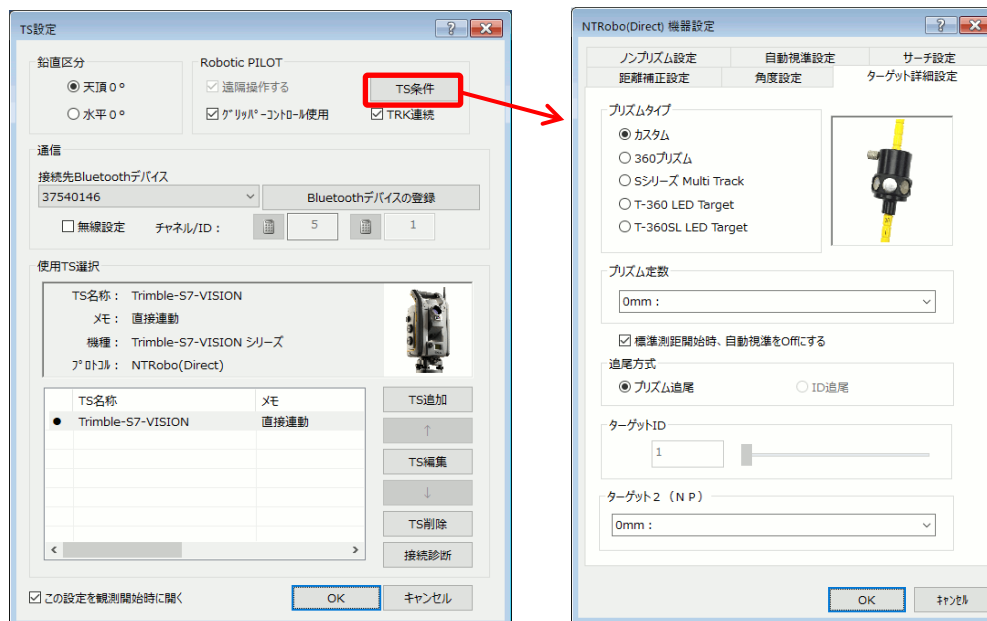 TS設定
鉛直区分
天頂0°
水平0°
Robotic PILOT
遠隔操作する
TS条件
グリッパーコントロール使用
TRK連続
通信
接続先Bluetoothデバイス
37540146
Bluetoothデバイスの登録
無線設定
チャネル/ID：
5
1
使用TS選択
TS名称： Trimble-S7-VISION
メモ： 直接連動
機種： Trimble-S7-VISION シリーズ
プロトコル： NTRobo(Direct)
TS名称 メモ
Trimble-S7-VISION 直接連動
TS追加
↑
TS編集
↓
TS削除
接続診断
この設定を観測開始時に開く
OK
キャンセル
NTRobo(Direct) 機器設定
ノンプリズム設定 自動視準設定 サーチ設定
距離補正設定 角度設定 ターゲット詳細設定
プリズムタイプ
カスタム
360プリズム
Sシリーズ Multi Track
T-360 LED Target
T-360SL LED Target
プリズム定数
0mm：
標準測距開始時、自動視準をOffにする
追尾方式
プリズム追尾 ID追尾
ターゲットID
1
ターゲット2（NP）
0mm：
OK
キャンセル